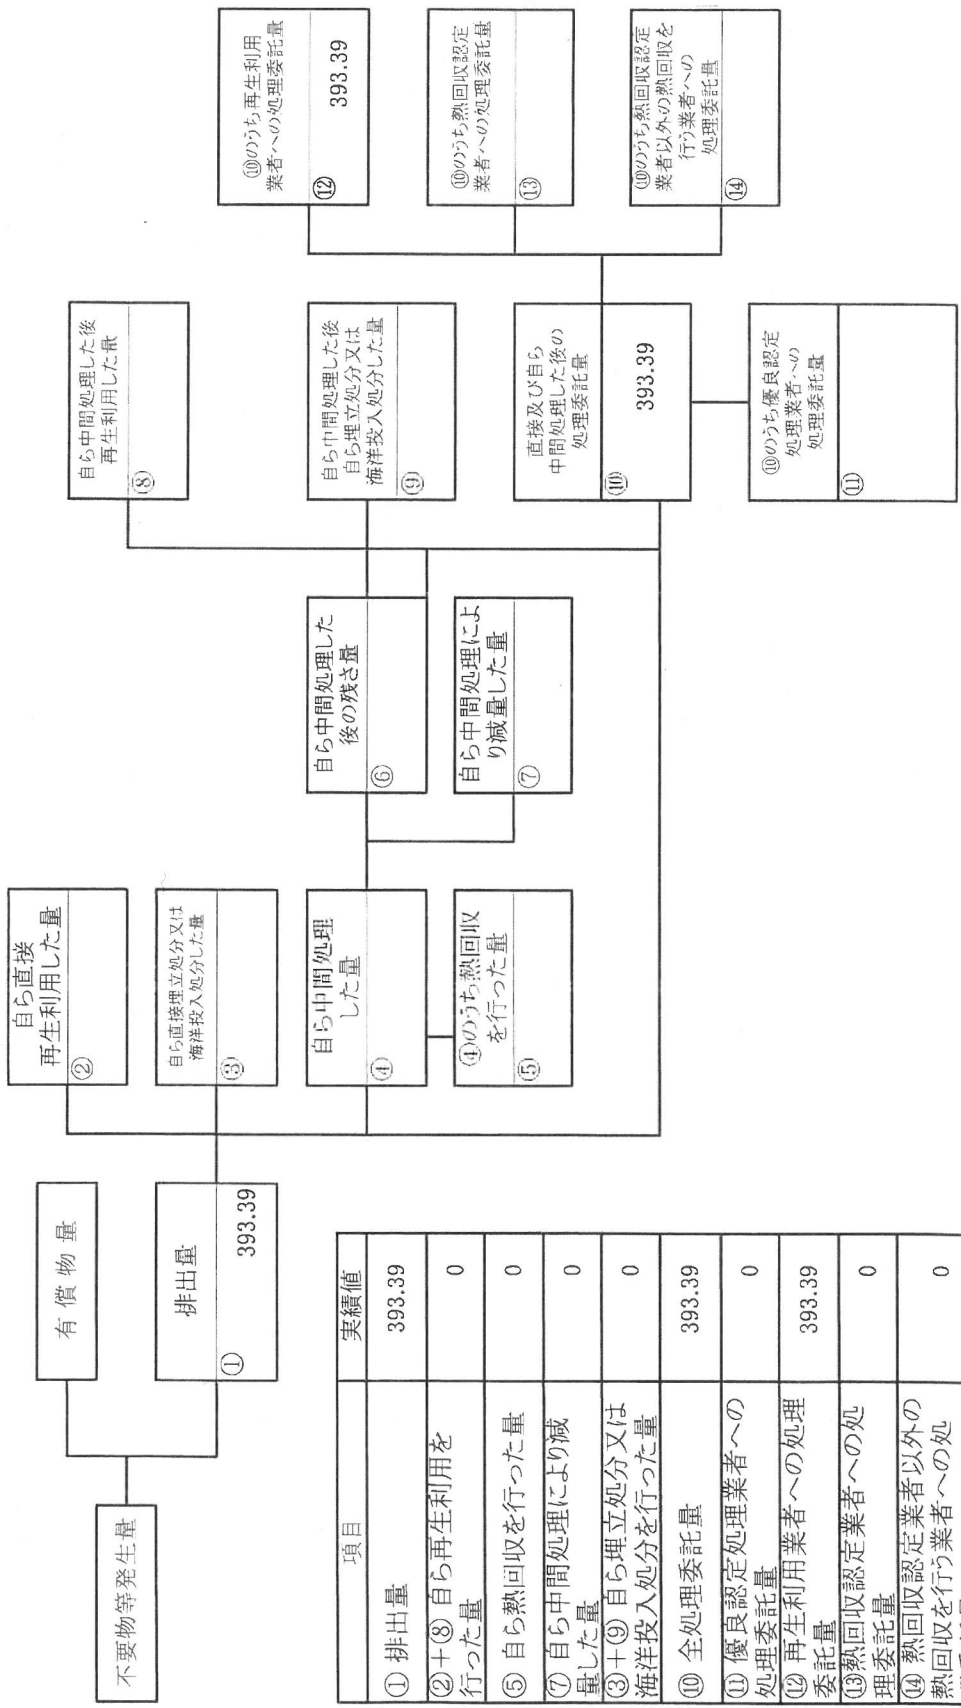 不要物等発生量
有償物量
排出量
①
393.39
自ら直接
再生利用した量
②
自ら直接埋立処分又は
海洋投入処分した量
③
自ら中間処理
した量
④
④のうち熱回収
を行った量
⑤
自ら中間処理した
後の残さ量
⑥
自ら中間処理によ
り減量した量
⑦
自ら中間処理した後
再生利用した量
⑧
自ら中間処理した後
自ら埋立処分又は
海洋投入処分した量
⑨
直接及び自ら
中間処理した後の
処理委託量
⑩
393.39
⑩のうち優良認定
処理業者への
処理委託量
⑪
⑩のうち再生利用
業者への処理委託量
⑫
393.39
⑩のうち熱回収認定
業者への処理委託量
⑬
⑩のうち熱回収認定
業者以外の熱回収を
行う業者への
処理委託量
⑭
項目 実績値
① 排出量 393.39
②+⑧ 自ら再生利用を
行った量 0
⑤ 自ら熱回収を行った量 0
⑦ 自ら中間処理により減
量した量 0
③+⑨ 自ら埋立処分又は
海洋投入処分を行った量 0
⑩ 全処理委託量 393.39
⑪ 優良認定処理業者への
処理委託量 0
⑫ 再生利用業者への処理
委託量 393.39
⑬熱回収認定業者への処
理委託量 0
⑭ 熱回収認定業者以外の
熱回収を行う業者への処 0